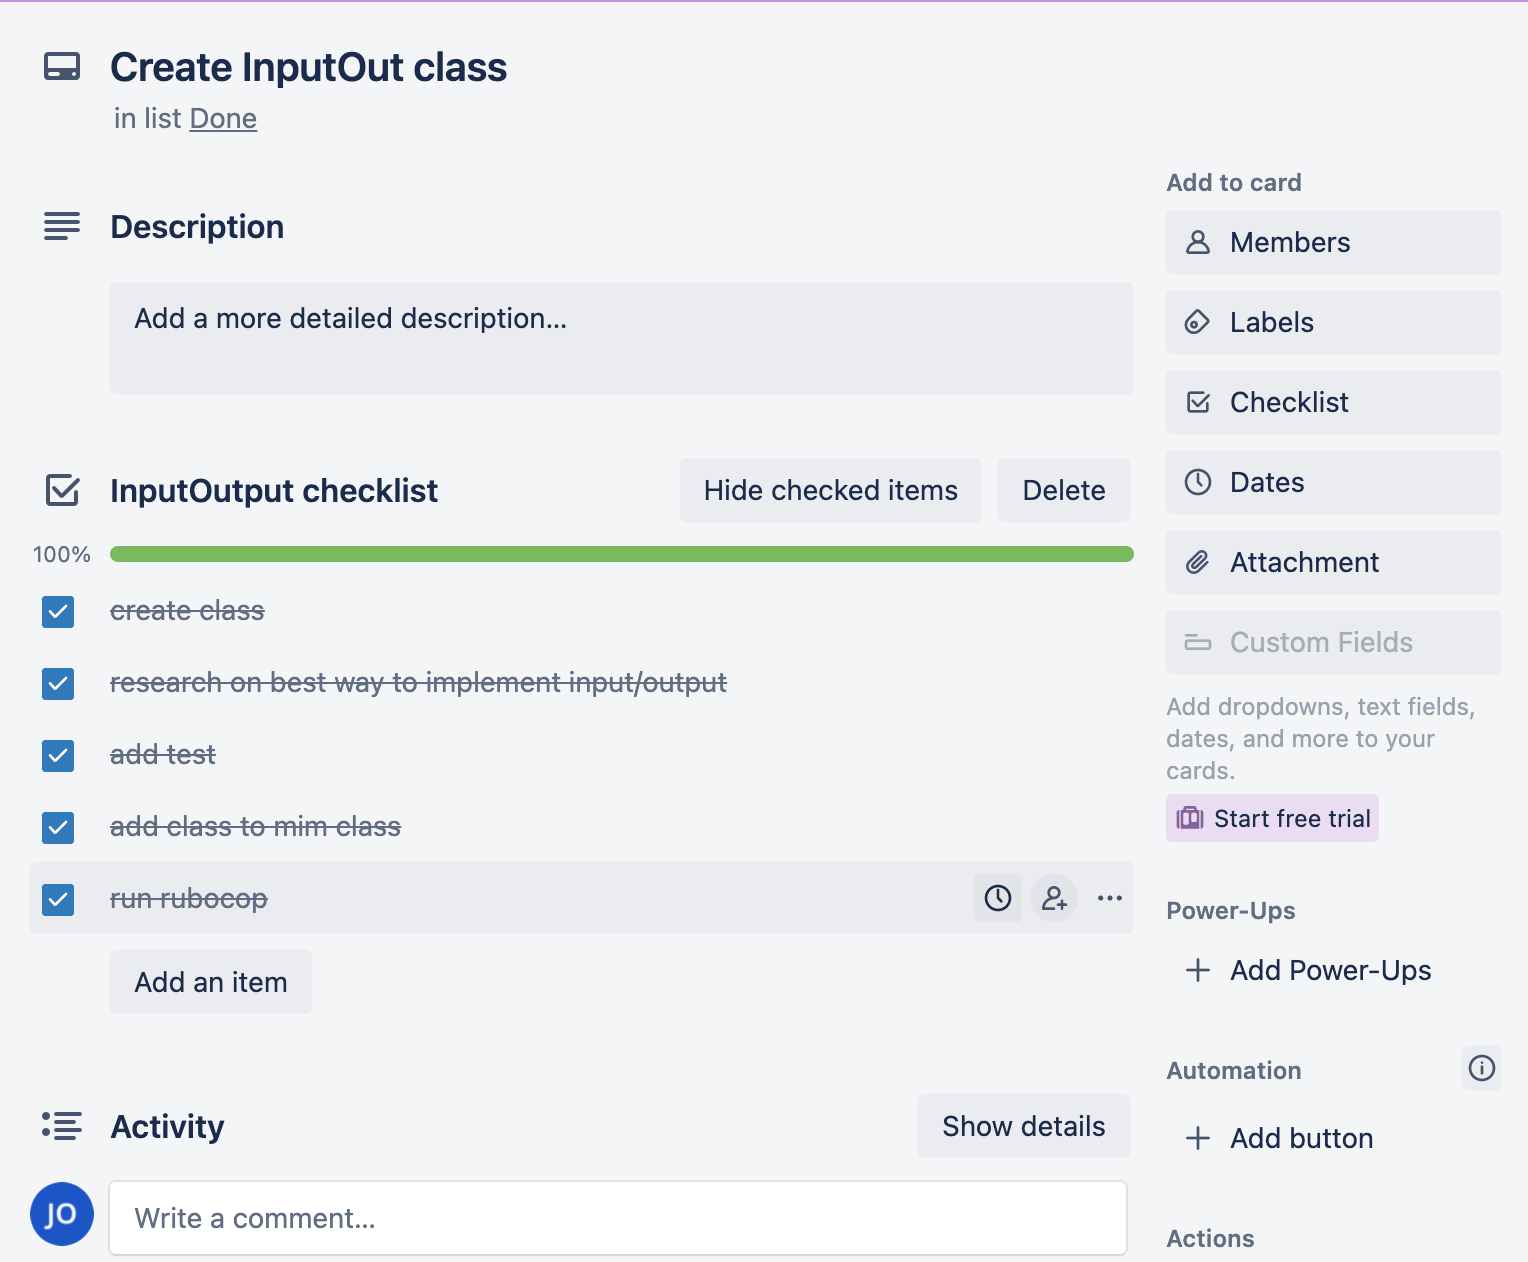 Create InputOut class
in list Done
Description
Add a more detailed description...
InputOutput checklist
Hide checked items
Delete
100%
create class
research on best way to implement input/output
add test
add class to mim class
run rubocop
Add an item
Activity
Show details
JO
Write a comment...
Add to card
Members
Labels
Checklist
Dates
Attachment
Custom Fields
Add dropdowns, text fields,
dates, and more to your
cards.
Start free trial
Power-Ups
Add Power-Ups
Automation
Add button
Actions